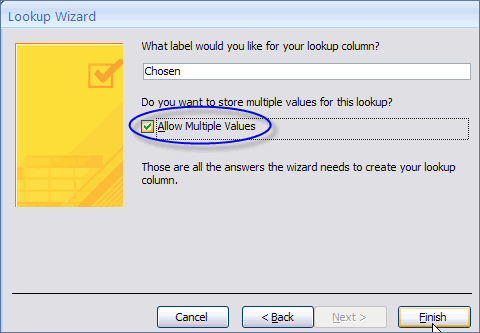 Lookup Wizard
What label would you like for your lookup column?
Chosen
Do you want to store multiple values for this lookup?
Allow Multiple Values
Those are all the answers the wizard needs to create your lookup
column.
Cancel
< Back
Next >
Finish